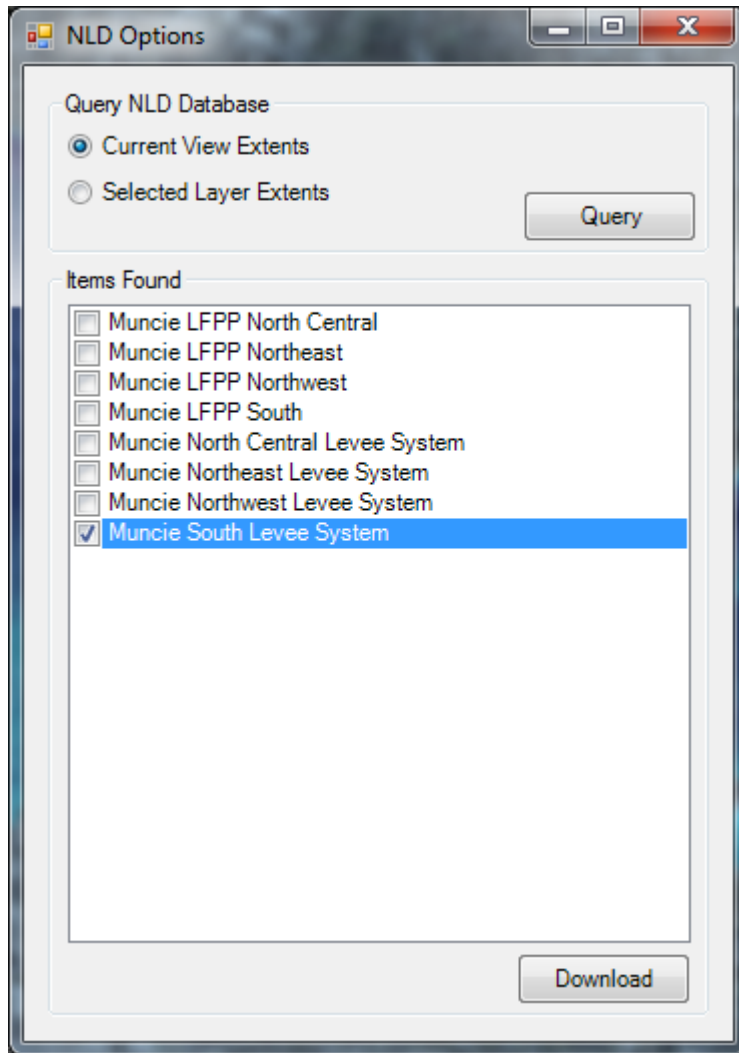 NLD Options
Query NLD Database
Current View Extents
Selected Layer Extents
Query
Items Found
Muncie LFPP North Central
Muncie LFPP Northeast
Muncie LFPP Northwest
Muncie LFPP South
Muncie North Central Levee System
Muncie Northeast Levee System
Muncie Northwest Levee System
Muncie South Levee System
Download